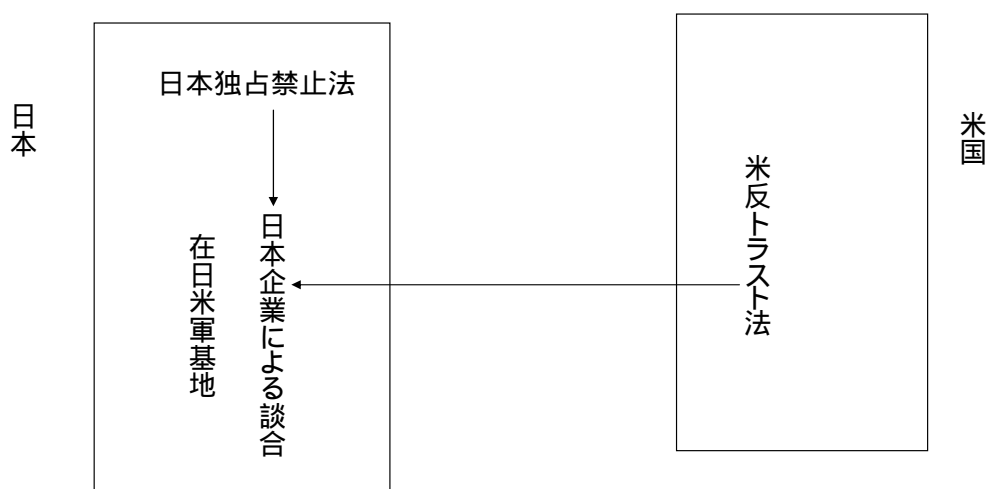 日本
日本独占禁止法
日本企業による談合
在日米軍基地
米反トラスト法
米国